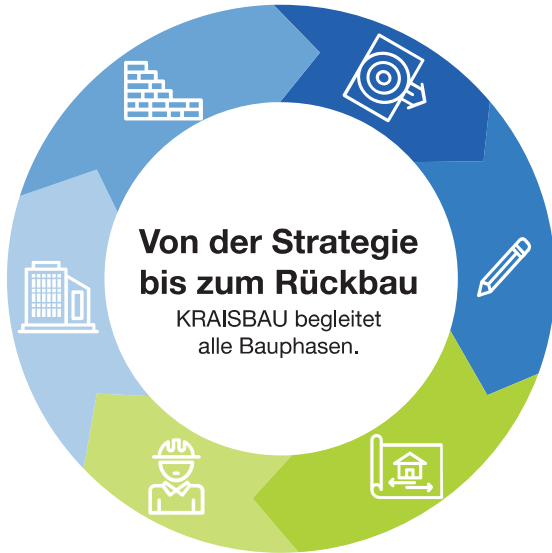 Von der Strategie
bis zum Rückbau
KRAISBAU begleitet
alle Bauphasen.